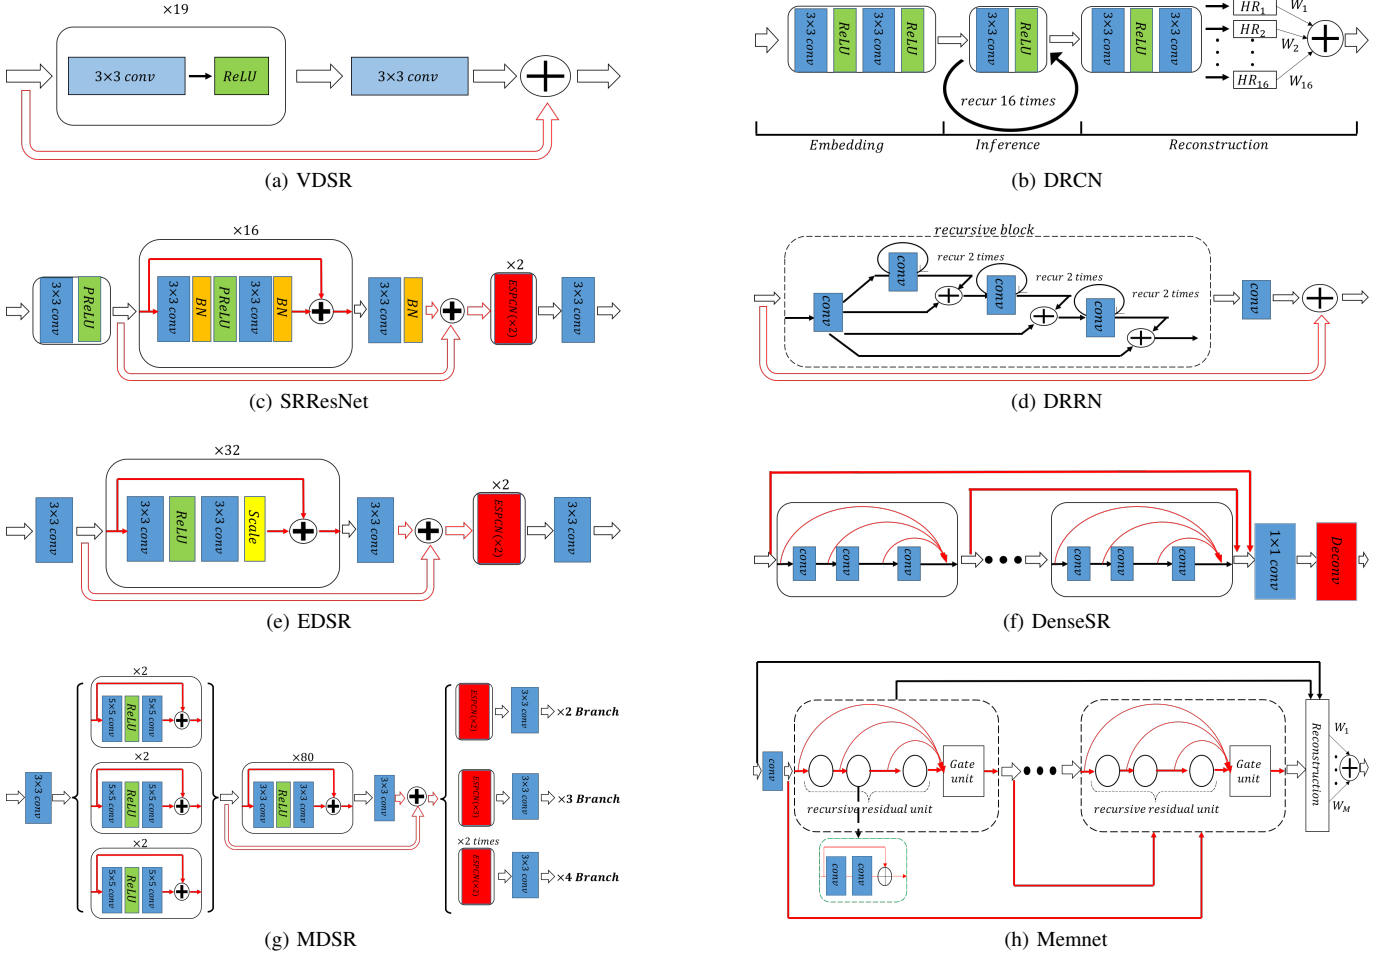 ×19
3×3 conv
ReLU
3×3 conv
(a) VDSR
3×3 conv
ReLU
3×3 conv
ReLU
3×3 conv
ReLU
3×3 conv
ReLU
3×3 conv
HR1
HR2
HR16
W1
W2
W16
recur 16 times
Embedding
Inference
Reconstruction
(b) DRCN
×16
3×3 conv
PReLU
3×3 conv
BN
PReLU
3×3 conv
BN
3×3 conv
BN
×2
ESPCN(×2)
3×3 conv
(c) SRResNet
recursive block
conv
conv
recur 2 times
conv
recur 2 times
conv
recur 2 times
conv
(d) DRRN
×32
3×3 conv
3×3 conv
ReLU
3×3 conv
Scale
3×3 conv
×2
ESPCN(×2)
3×3 conv
(e) EDSR
conv
conv
conv
conv
conv
conv
1×1 conv
Deconv
(f) DenseSR
3×3 conv
×2
5×5 conv
ReLU
5×5 conv
×2
5×5 conv
ReLU
5×5 conv
×2
5×5 conv
ReLU
5×5 conv
×80
3×3 conv
ReLU
3×3 conv
3×3 conv
ESPCN(×2)
3×3 conv
×2 Branch
ESPCN(×3)
3×3 conv
×3 Branch
×2 times
ESPCN(×2)
3×3 conv
×4 Branch
(g) MDSR
conv
Gate
unit
recursive residual unit
conv
conv
Gate
unit
recursive residual unit
Reconstruction
W1
WM
(h) Memnet